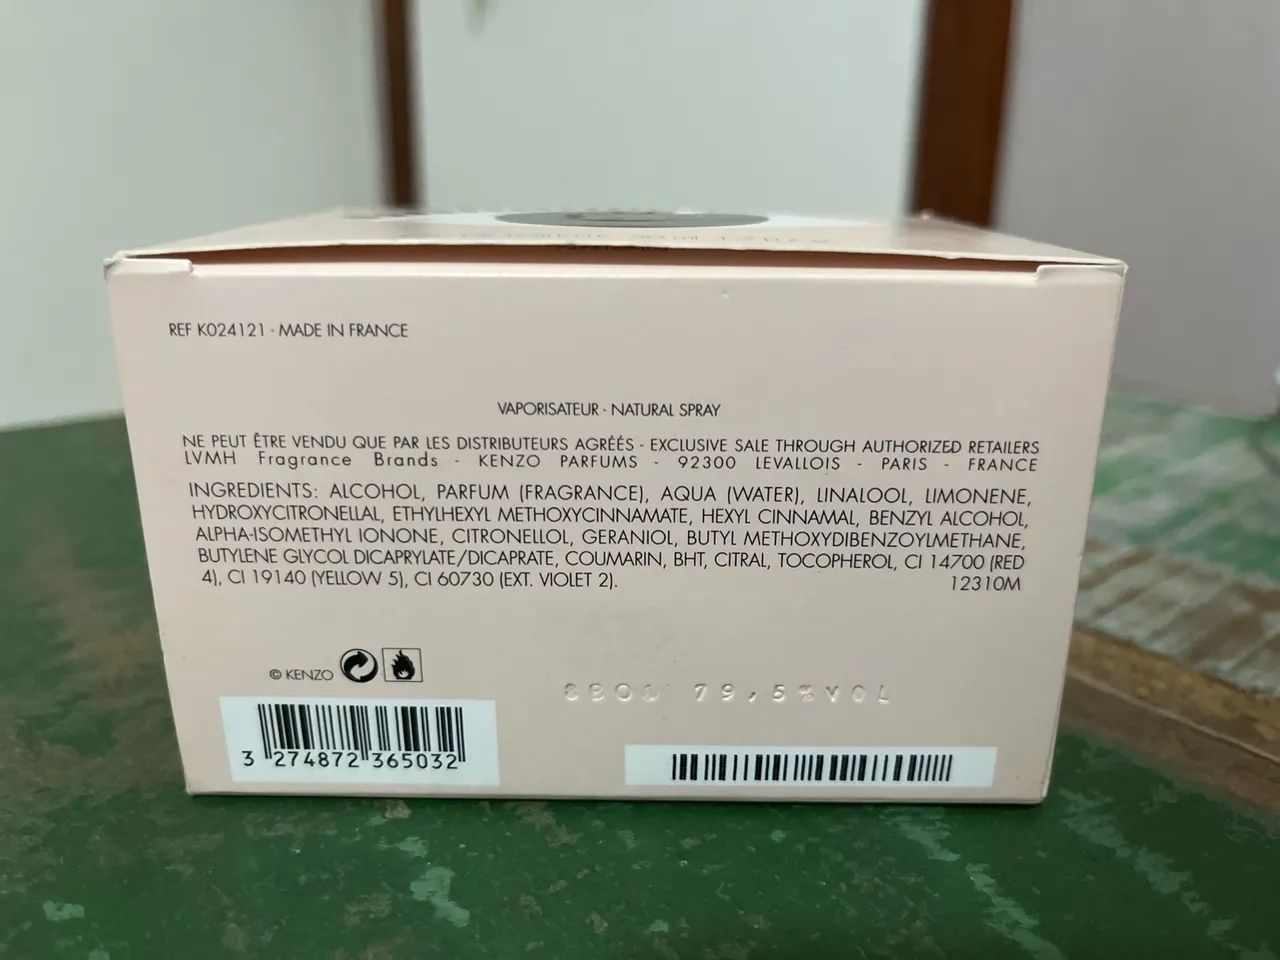 REF K024121 - MADE IN FRANCE
VAPORISATEUR - NATURAL SPRAY
NE PEUT ÊTRE VENDU QUE PAR LES DISTRIBUTEURS AGRÉÉS - EXCLUSIVE SALE THROUGH AUTHORIZED RETAILERS
LVMH Fragrance Brands - KENZO PARFUMS - 92300 LEVALLOIS - PARIS - FRANCE
INGREDIENTS: ALCOHOL, PARFUM (FRAGRANCE), AQUA (WATER), LINALOOL, LIMONENE,
HYDROXYCITRONELLAL, ETHYLHEXYL METHOXYCINNAMATE, HEXYL CINNAMAL, BENZYL ALCOHOL,
ALPHA-ISOMETHYL IONONE, CITRONELLOL, GERANIOL, BUTYL METHOXYDIBENZOYLMETHANE,
BUTYLENE GLYCOL DICAPRYLATE/DICAPRATE, COUMARIN, BHT, CITRAL, TOCOPHEROL, CI 14700 (RED
4), CI 19140 (YELLOW 5), CI 60730 (EXT. VIOLET 2). 12310M
© KENZO
79,5%VOL
3 274872 365032